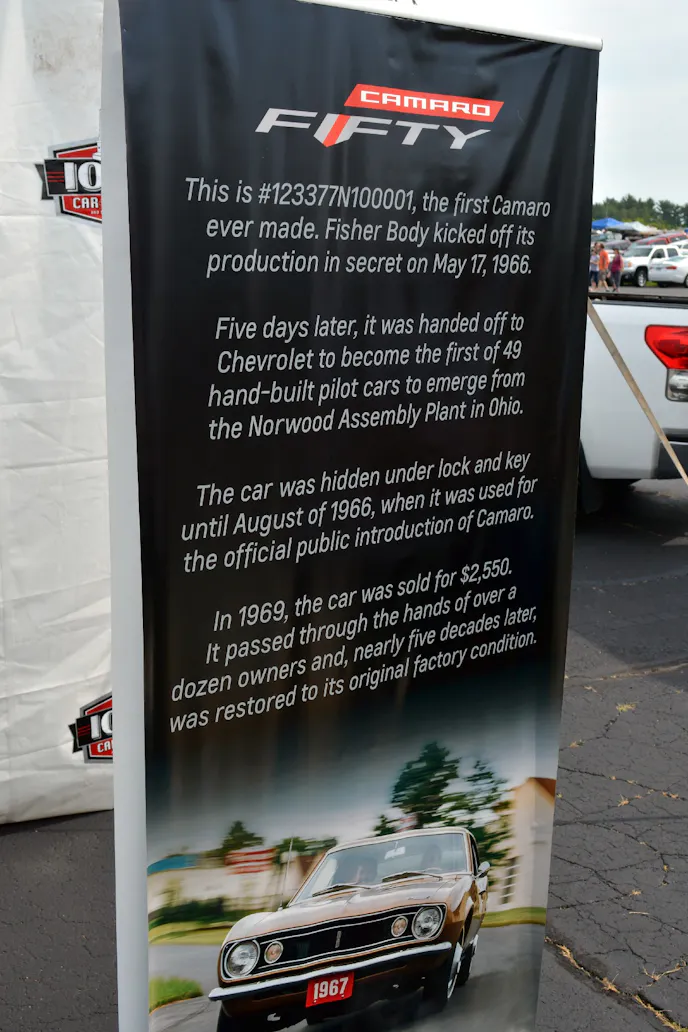 CAMARO
FIFTY
This is #123377N100001, the first Camaro
ever made. Fisher Body kicked off its
production in secret on May 17, 1966.
Five days later, it was handed off to
Chevrolet to become the first of 49
hand-built pilot cars to emerge from
the Norwood Assembly Plant in Ohio.
The car was hidden under lock and key
until August of 1966, when it was used for
the official public introduction of Camaro.
In 1969, the car was sold for $2,550.
It passed through the hands of over a
dozen owners and, nearly five decades later,
was restored to its original factory condition.
1967
10
CAR
10
CA